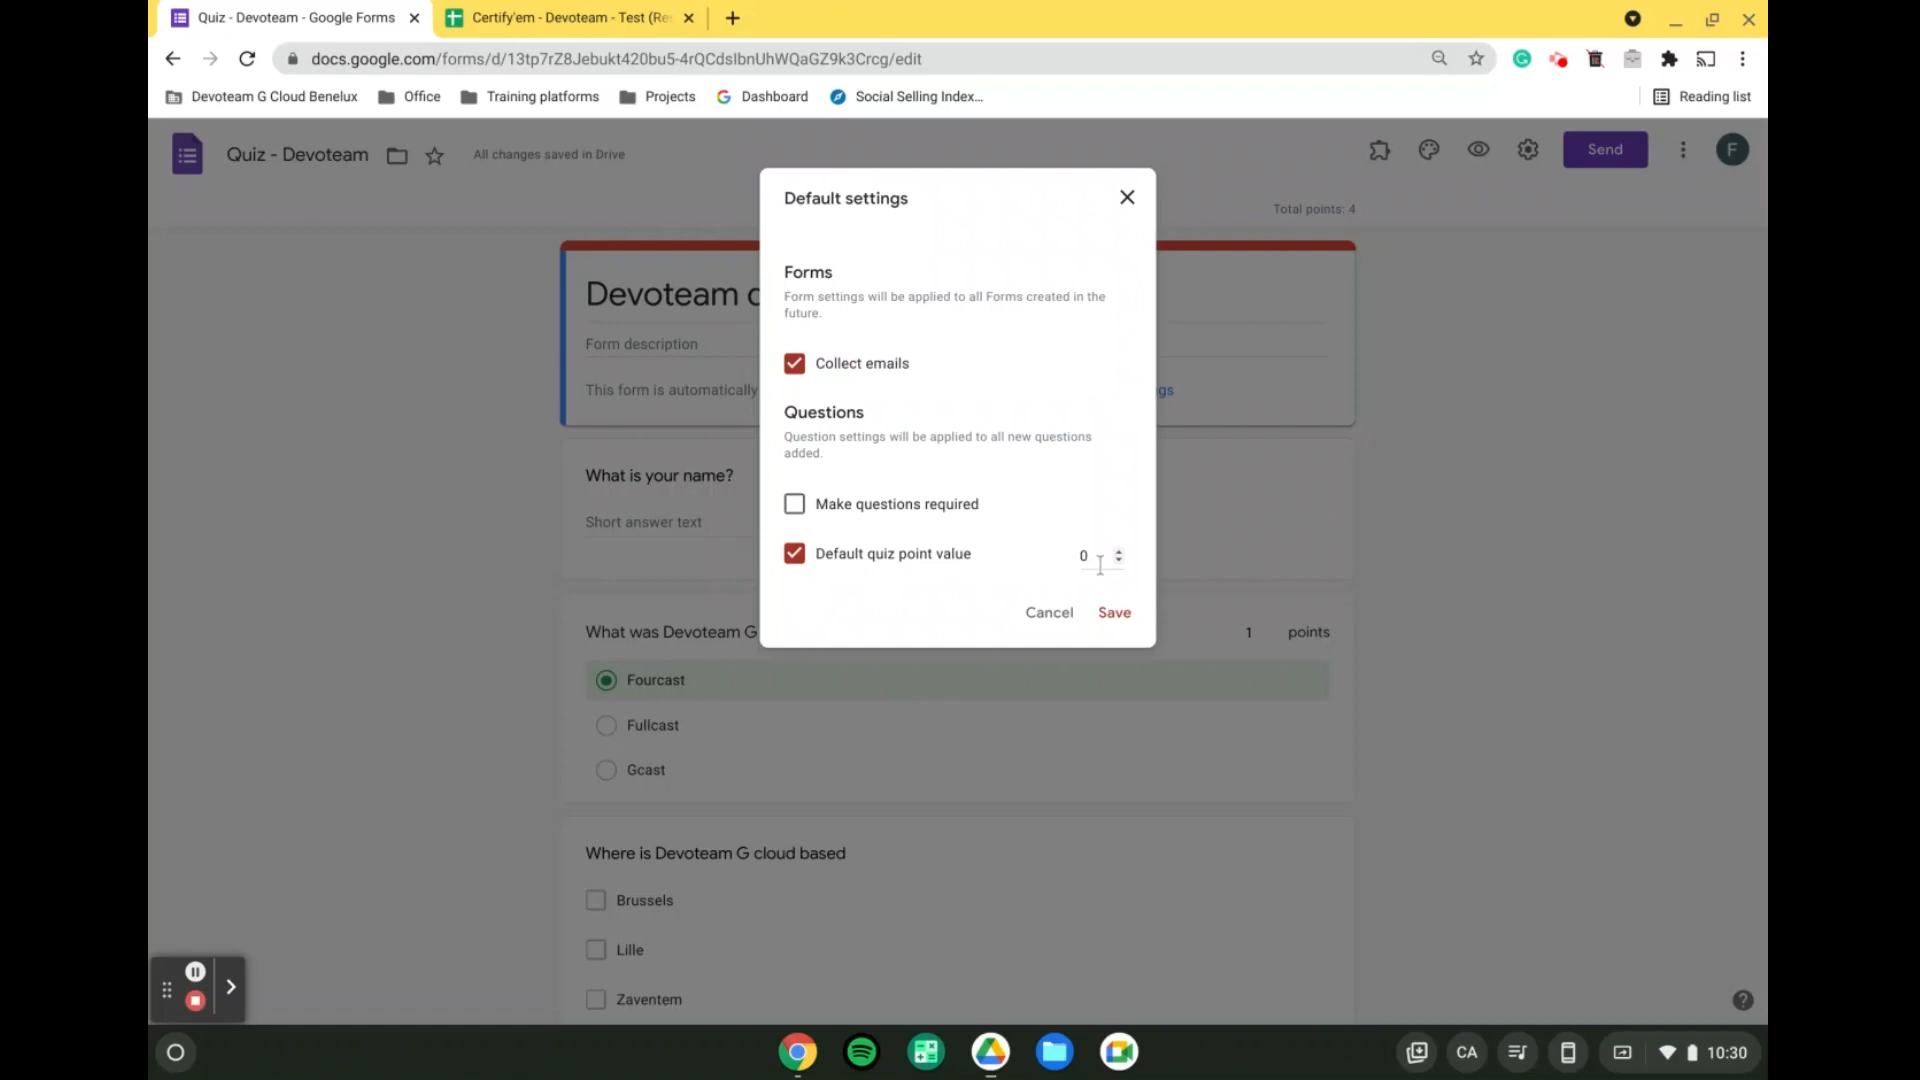 Quiz - Devoteam - Google Forms
Certify'em - Devoteam - Test (Re
docs.google.com/forms/d/13tp7rZ8Jebukt420bu5-4rQCdsIbnUhWQaGZ9k3Crcg/edit
Devoteam G Cloud Benelux
Office
Training platforms
Projects
Dashboard
Social Selling Index…
Reading list
Quiz - Devoteam
All changes saved in Drive
Send
F
Total points: 4
Default settings
Forms
Form settings will be applied to all Forms created in the
future.
Collect emails
Questions
Question settings will be applied to all new questions
added.
Make questions required
Default quiz point value
0
Cancel
Save
Devoteam
Form description
This form is automatically
gs
What is your name?
Short answer text
What was Devoteam G
1 points
Fourcast
Fullcast
Gcast
Where is Devoteam G cloud based
Brussels
Lille
Zaventem
CA
10:30